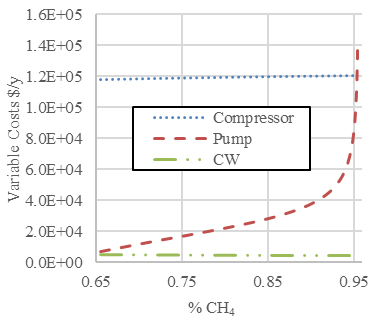 1.6E+05
1.4E+05
1.2E+05
1.0E+05
8.0E+04
6.0E+04
4.0E+04
2.0E+04
0.0E+00
Variable Costs $/y
Compressor
Pump
CW
0.65 0.75 0.85 0.95
% CH₄